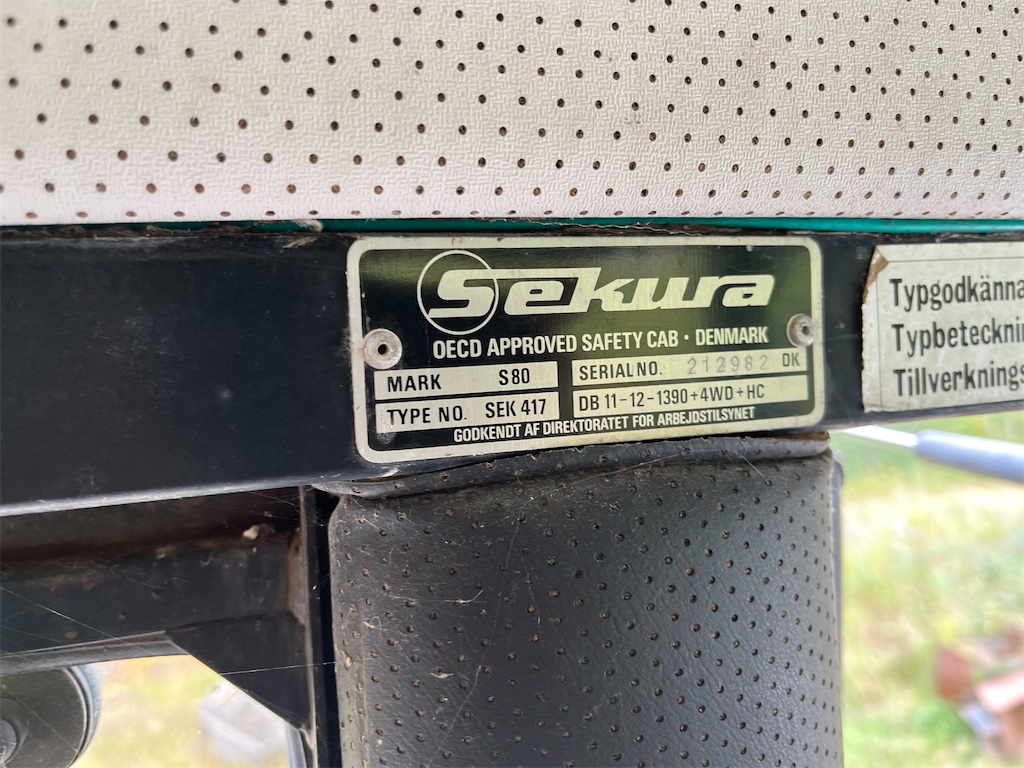 Sekura
OECD APPROVED SAFETY CAB · DENMARK
MARK S80
SERIAL NO. 212982 DK
TYPE NO. SEK 417
DB 11-12-1390+4WD+HC
GODKENDT AF DIREKTORATET FOR ARBEJDSTILSYNET
Typgodkänna
Typbeteckni
Tillverknings